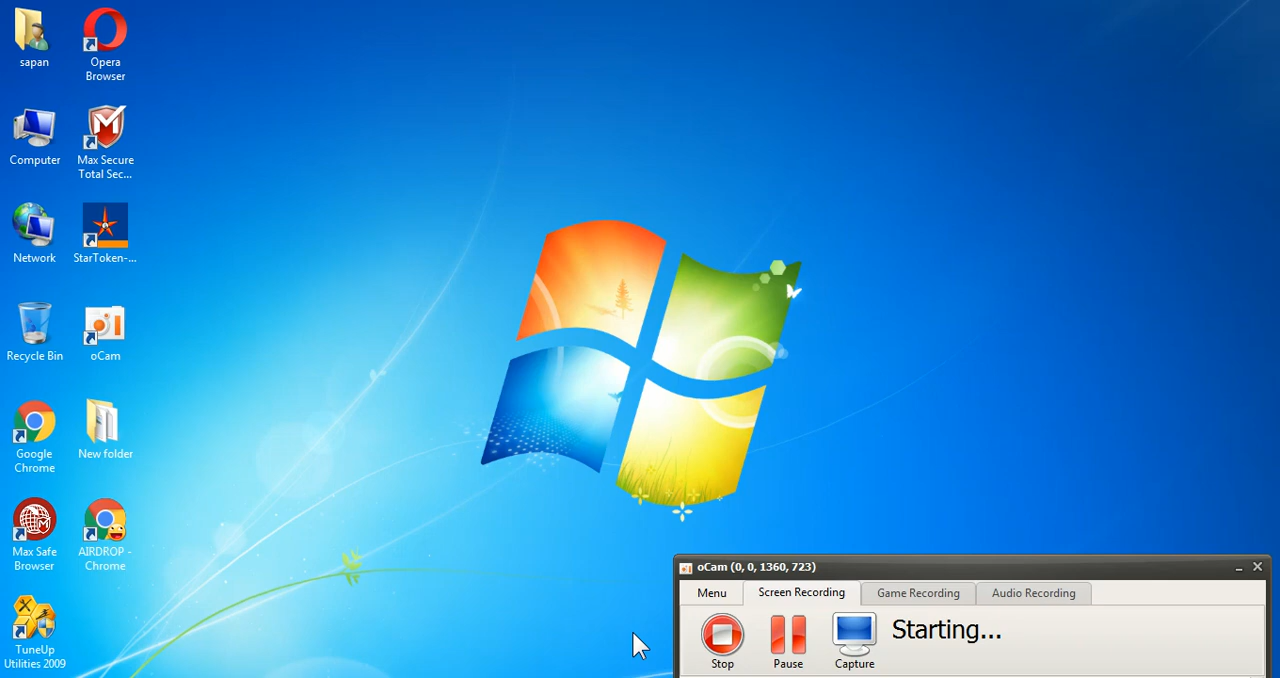 sapan
Opera
Browser
Computer
Max Secure
Total Sec...
Network
StarToken-...
Recycle Bin
oCam
Google
Chrome
New folder
Max Safe
Browser
AIRDROP -
Chrome
TuneUp
Utilities 2009
oCam (0, 0, 1360, 723)
Menu
Screen Recording
Game Recording
Audio Recording
Stop
Pause
Capture
Starting...